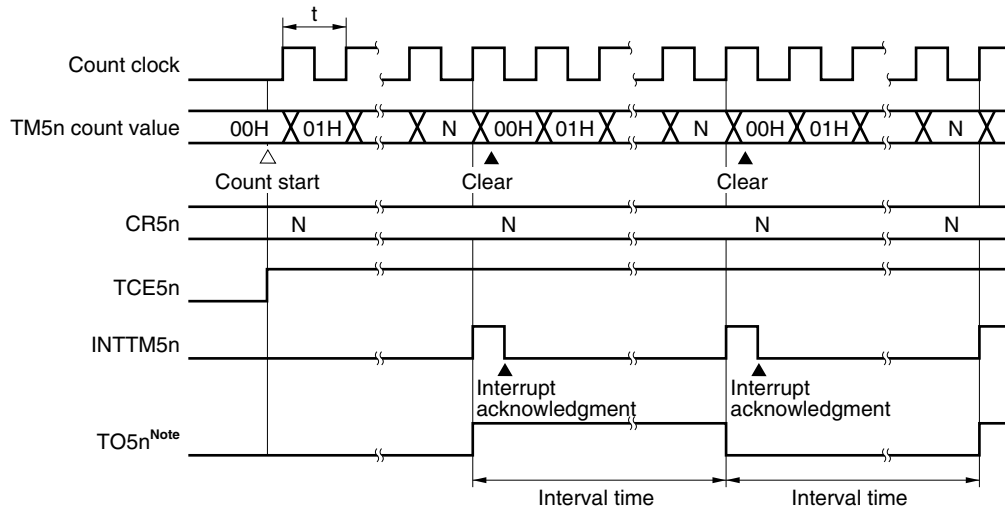 t
Count clock
TM5n count value 00H 01H N 00H 01H N 00H 01H N
Count start Clear Clear
CR5n N N N N
TCE5n
INTTM5n
Interrupt acknowledgment
Interrupt acknowledgment
TO5nNote
Interval time Interval time